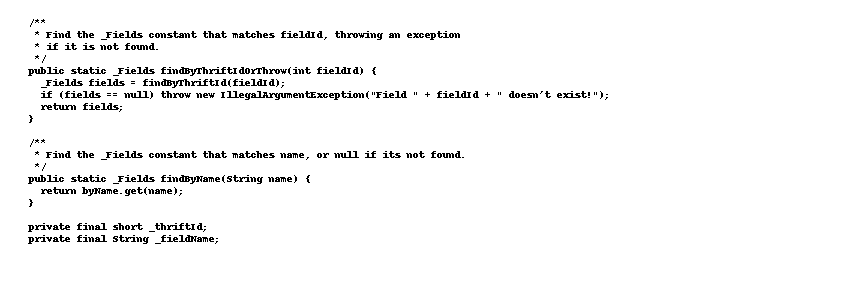 /**
 * Find the _Fields constant that matches fieldId, throwing an exception
 * if it is not found.
 */
public static _Fields findByThriftIdOrThrow(int fieldId) {
  _Fields fields = findByThriftId(fieldId);
  if (fields == null) throw new IllegalArgumentException("Field " + fieldId + " doesn't exist!");
  return fields;
}

/**
 * Find the _Fields constant that matches name, or null if its not found.
 */
public static _Fields findByName(String name) {
  return byName.get(name);
}

private final short _thriftId;
private final String _fieldName;